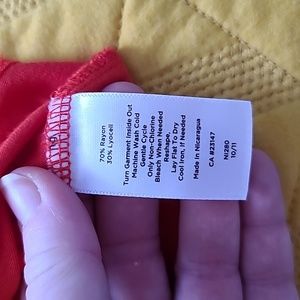 70% Rayon
30% Lyocell
Turn Garment Inside Out
Machine Wash Cold
Gentle Cycle
Only Non-Chlorine
Bleach When Needed
Reshape,
Lay Flat To Dry
Cool Iron, If Needed
Made In Nicaragua
CA #23147
N1280
10/11